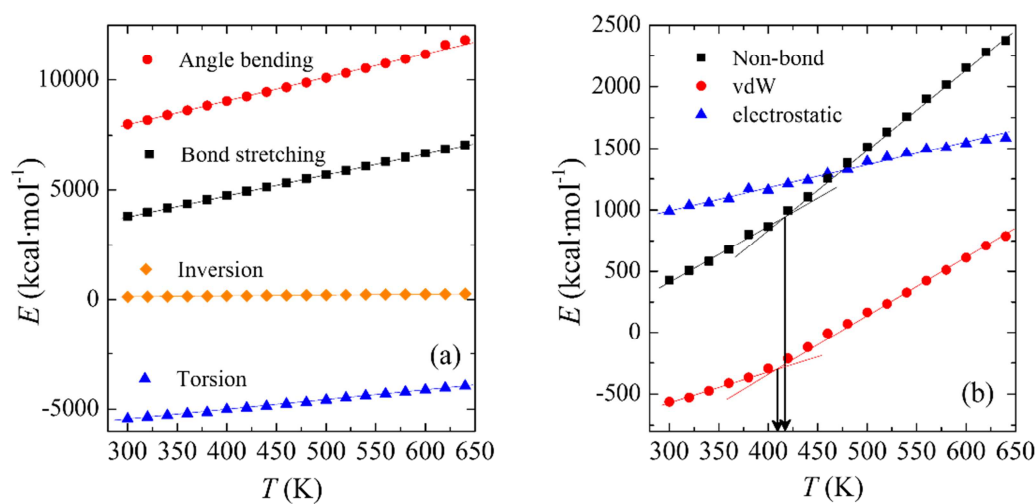 10000
5000
0
-5000
E (kcal·mol⁻¹)
Angle bending
Bond stretching
Inversion
Torsion
(a)
300 350 400 450 500 550 600 650
T (K)
2500
2000
1500
1000
500
0
-500
E (kcal·mol⁻¹)
Non-bond
vdW
electrostatic
(b)
300 350 400 450 500 550 600 650
T (K)